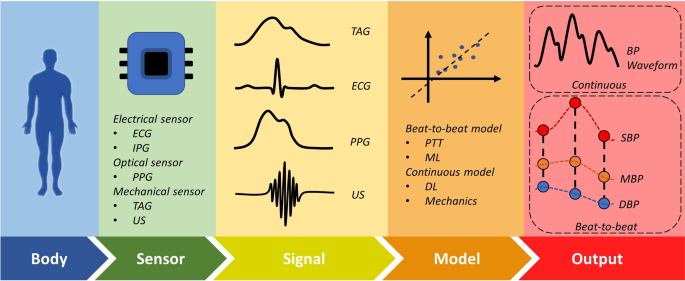 Electrical sensor
• ECG
• IPG
Optical sensor
• PPG
Mechanical sensor
• TAG
• US
TAG
ECG
PPG
US
Beat-to-beat model
• PTT
• ML
Continuous model
• DL
• Mechanics
BP
Waveform
Continuous
SBP
MBP
DBP
Beat-to-beat
Body
Sensor
Signal
Model
Output